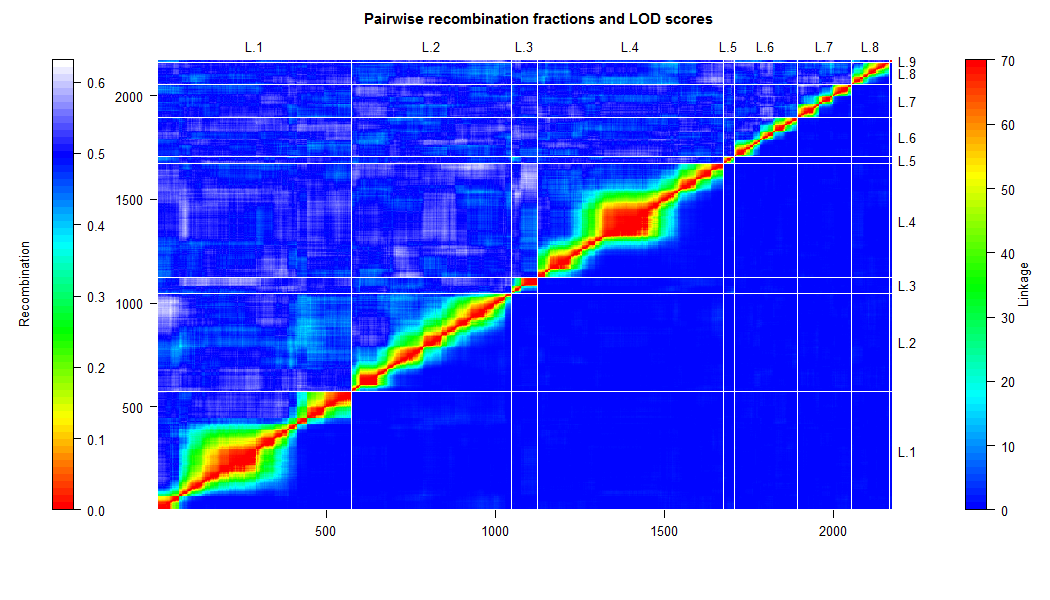 Pairwise recombination fractions and LOD scores
L.1 L.2 L.3 L.4 L.5 L.6 L.7 L.8
Recombination
0.6
0.5
0.4
0.3
0.2
0.1
0.0
2000
1500
1000
500
L.9
L.8
L.7
L.6
L.5
L.4
L.3
L.2
L.1
70
60
50
40
30
20
10
0
Linkage
500 1000 1500 2000